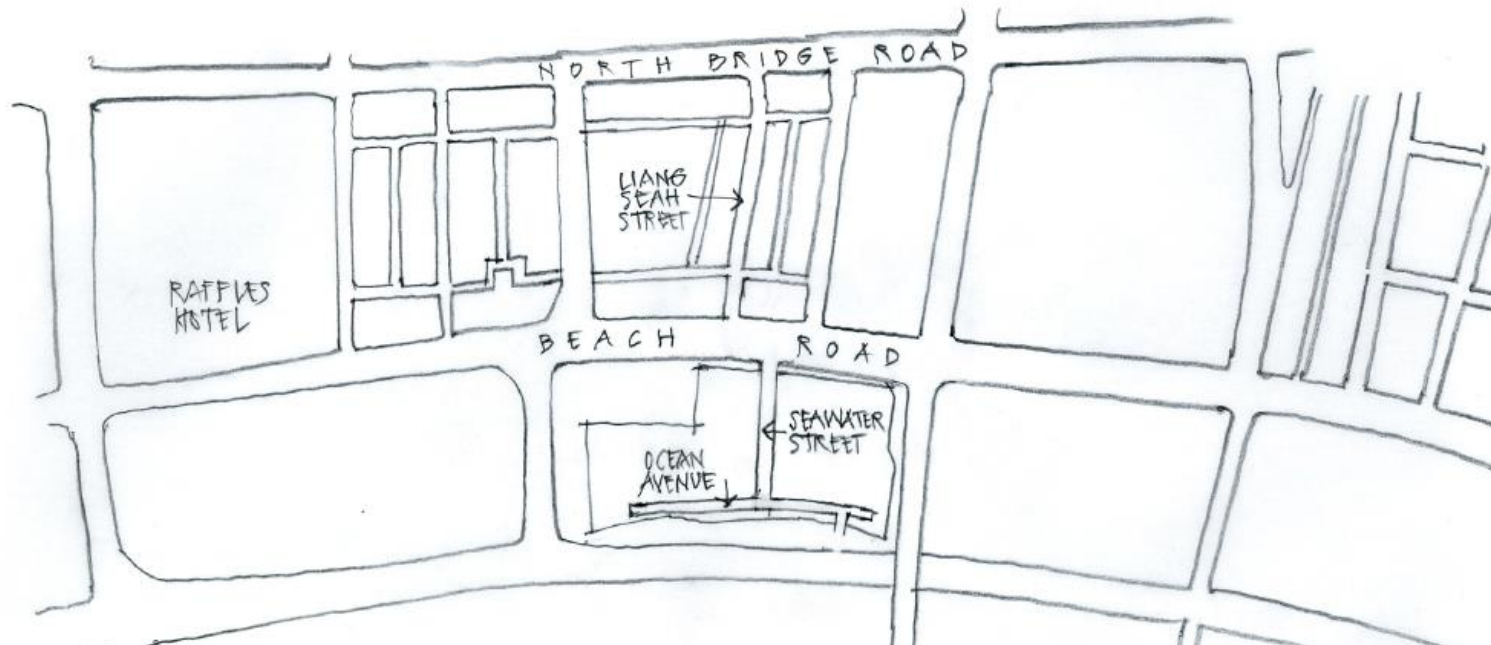 NORTH BRIDGE ROAD
LIANG
SEAH
STREET
RAFFLES
HOTEL
BEACH ROAD
SEAWATER
STREET
OCEAN
AVENUE